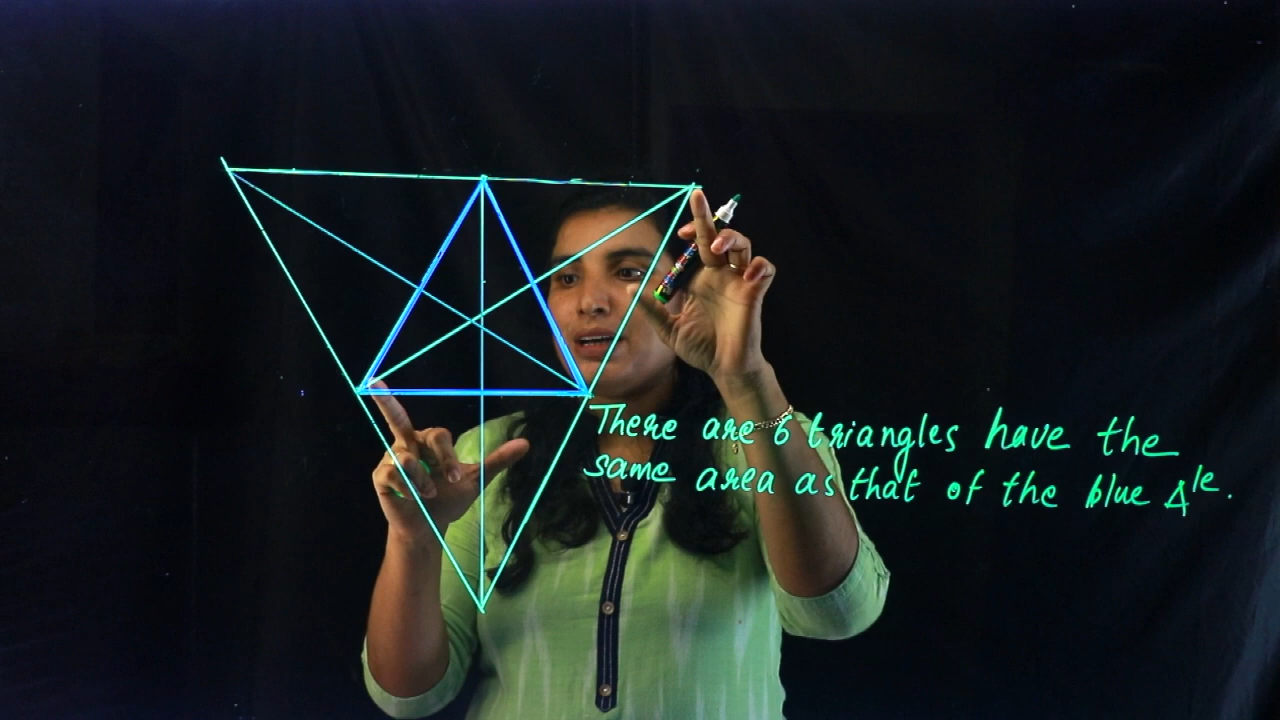 There are 6 triangles have the
same area as that of the blue Δle.